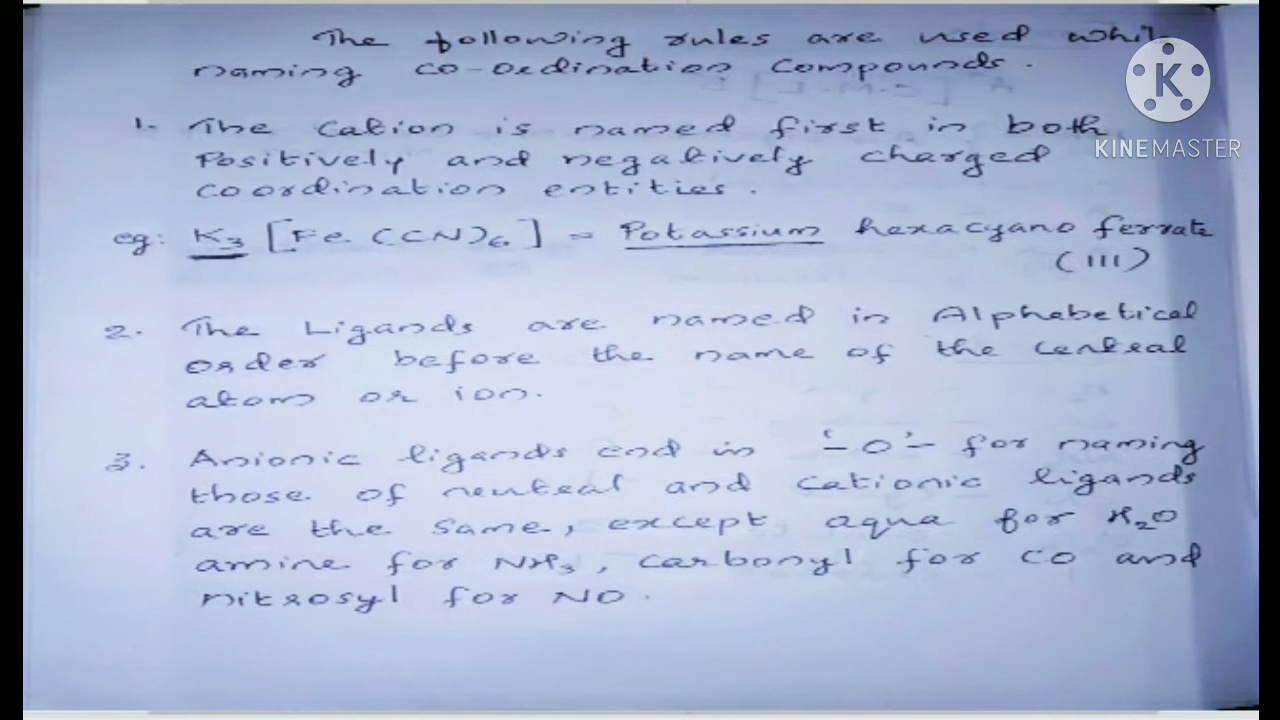 The following rules are used while
naming co-ordination compounds.
K
KINEMASTER
1. The cation is named first in both
Positively and negatively charged
coordination entities.
eg: K3 [Fe (CN)6] - Potassium hexacyano ferrate
(III)
2. The Ligands are named in Alphabetical
order before the name of the central
atom or ion.
3. Anionic ligands end in '-O'- for naming
those of neutral and cationic ligands
are the same, except aqua for H2O
amine for NH3, carbonyl for CO and
nitrosyl for NO.